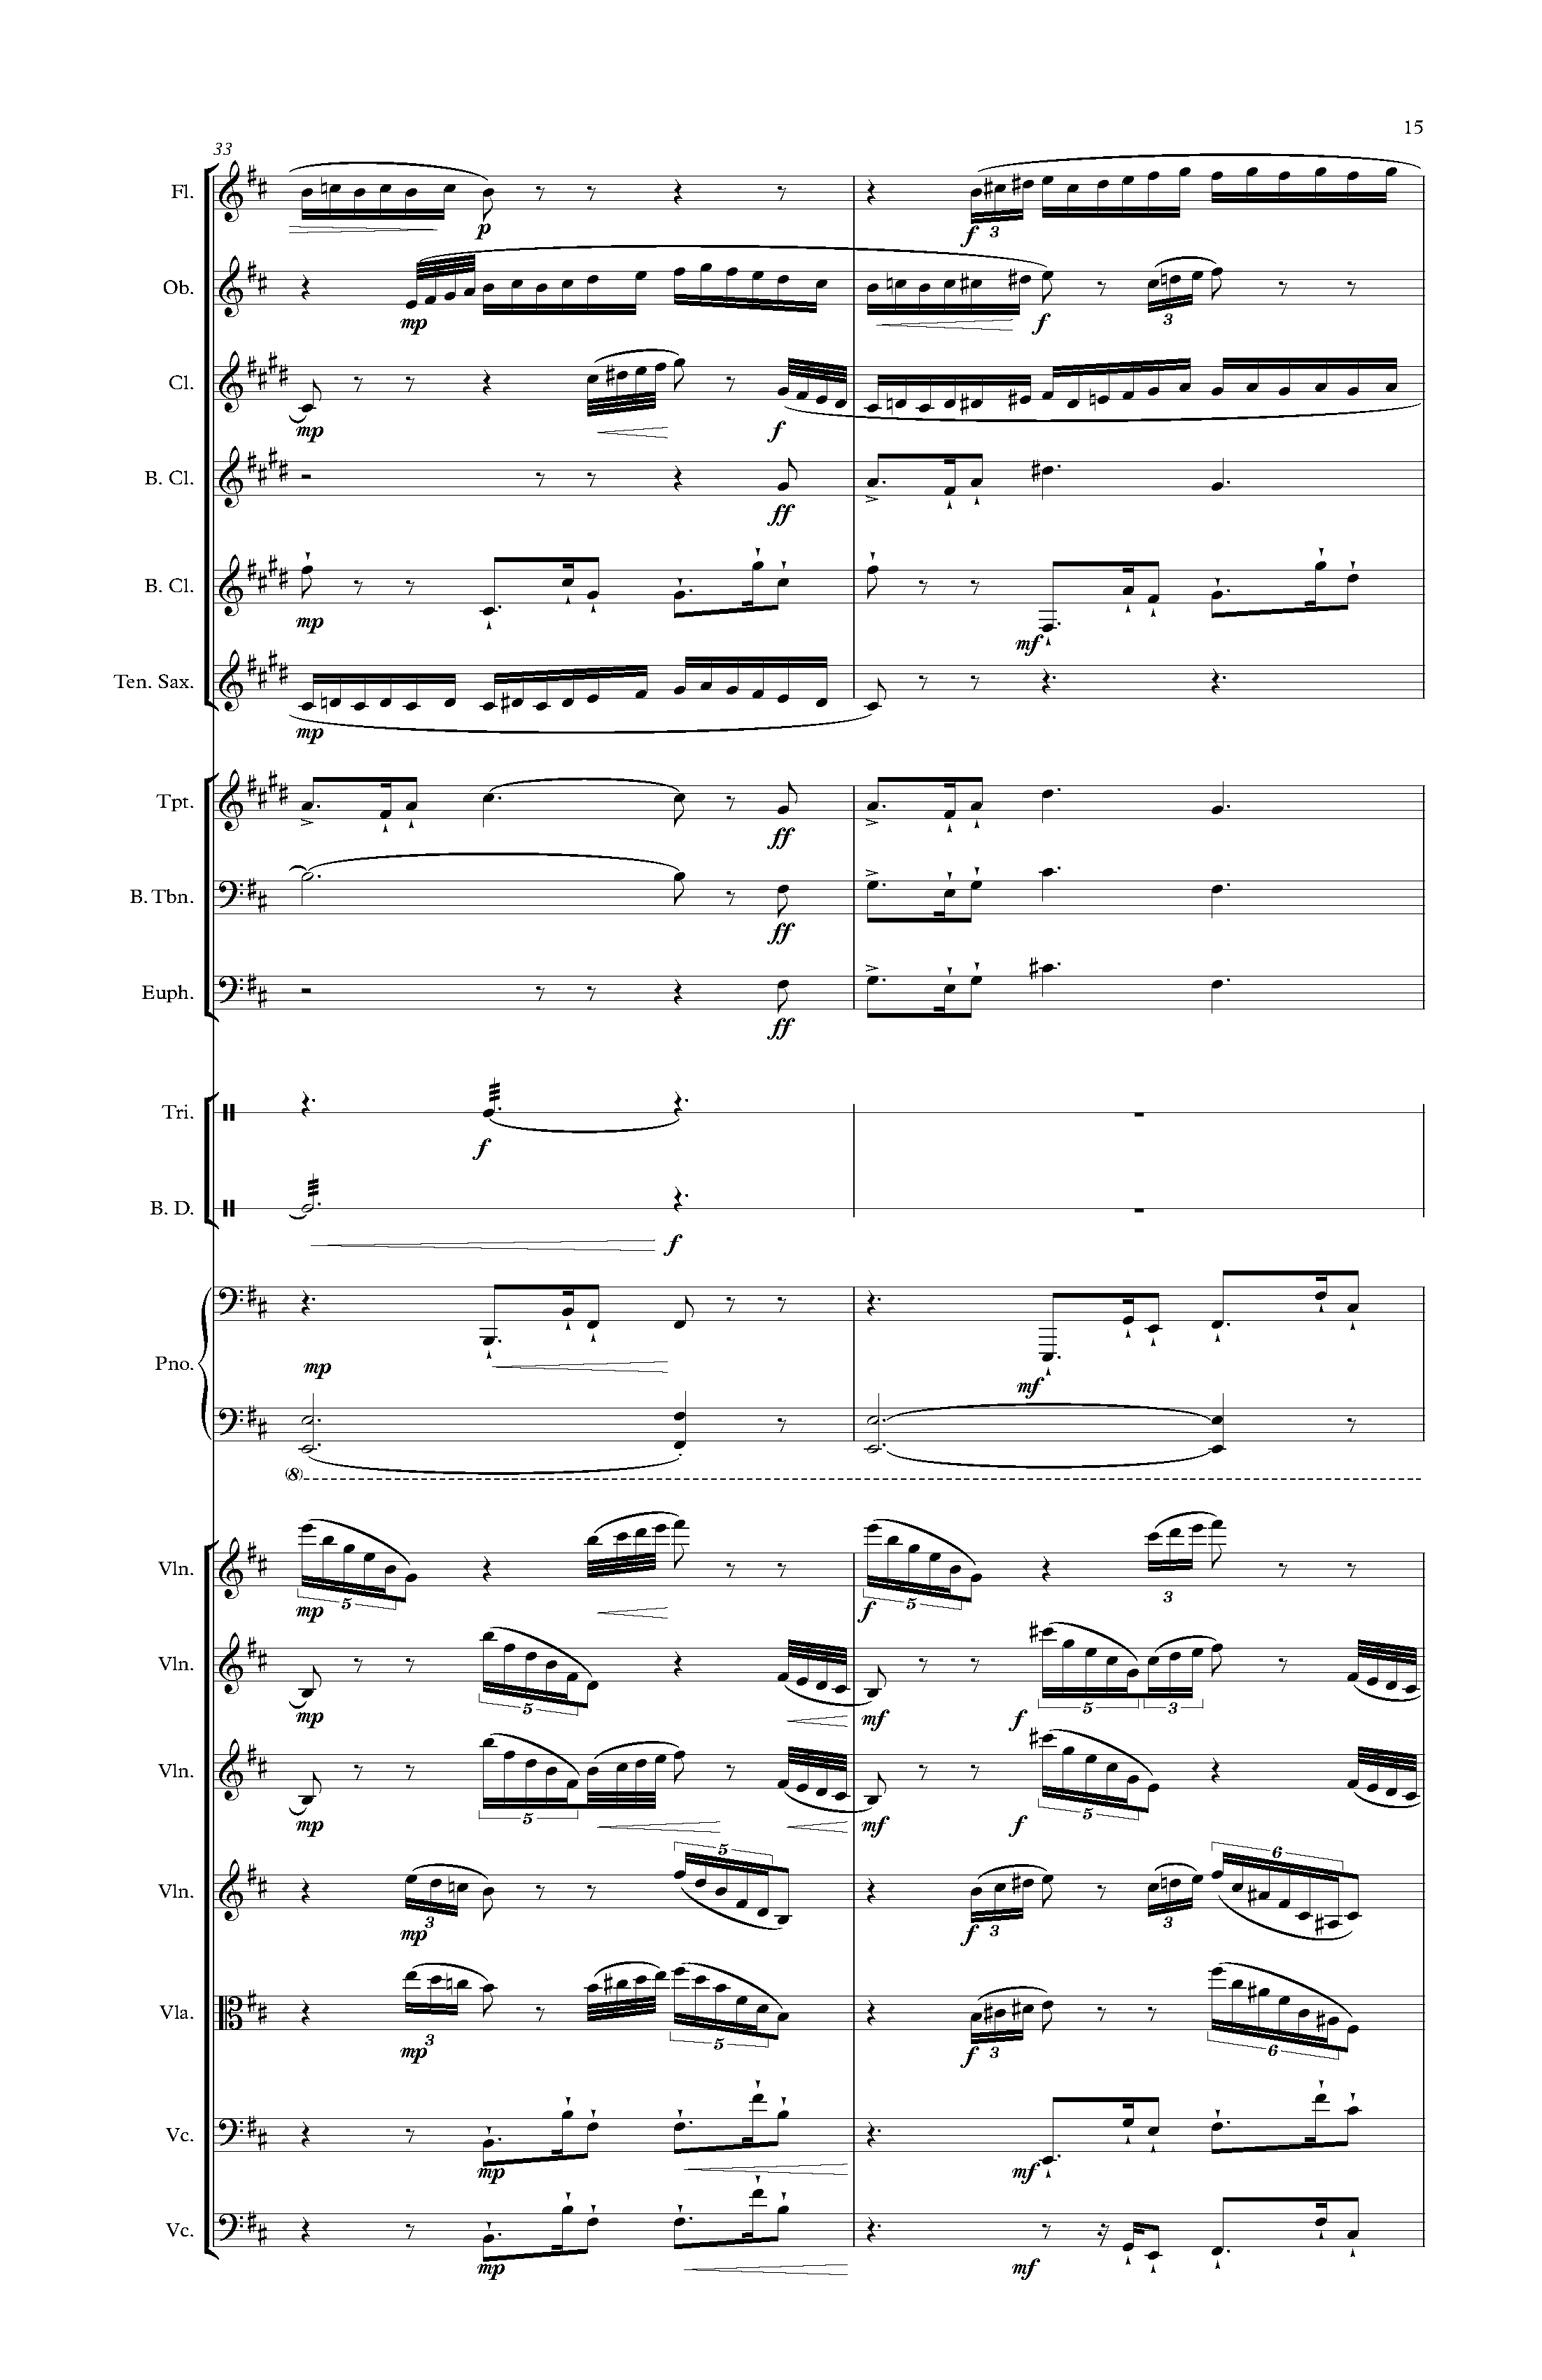 15
33
Fl.
p
f
3
Ob.
mp
f
3
Cl.
mp
f
B. Cl.
ff
B. Cl.
mp
mf
Ten. Sax.
mp
Tpt.
ff
B. Tbn.
ff
Euph.
ff
Tri.
f
B. D.
f
Pno.
mp
mf
(8)
Vln.
5
5
3
mp
f
Vln.
5
5
3
mp
mf
f
Vln.
5
5
mp
mf
f
Vln.
5
6
3
3
3
mp
f
Vla.
3
5
3
6
mp
f
Vc.
mp
mf
Vc.
mp
mf